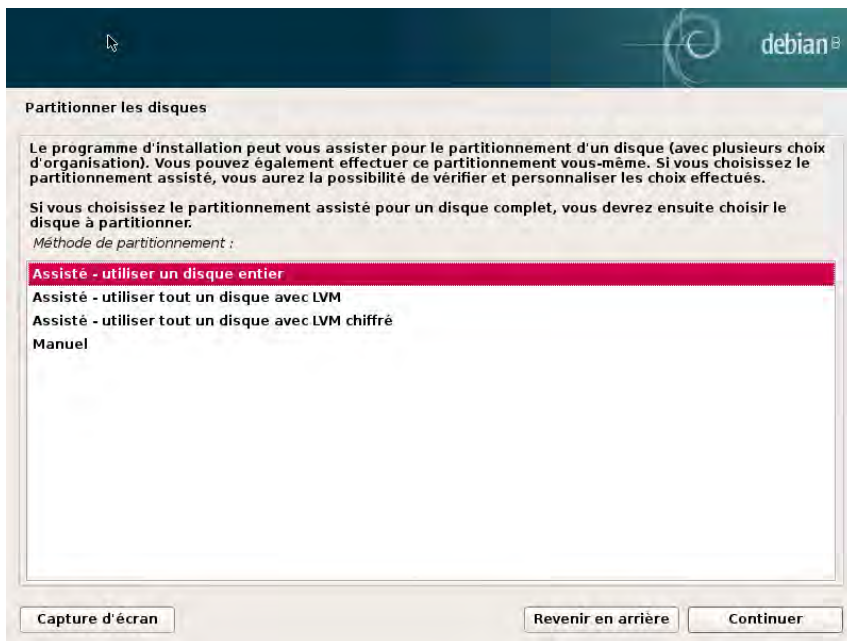 debian 8
Partitionner les disques
Le programme d'installation peut vous assister pour le partitionnement d'un disque (avec plusieurs choix
d'organisation). Vous pouvez également effectuer ce partitionnement vous-même. Si vous choisissez le
partitionnement assisté, vous aurez la possibilité de vérifier et personnaliser les choix effectués.
Si vous choisissez le partitionnement assisté pour un disque complet, vous devrez ensuite choisir le
disque à partitionner.
Méthode de partitionnement :
Assisté - utiliser un disque entier
Assisté - utiliser tout un disque avec LVM
Assisté - utiliser tout un disque avec LVM chiffré
Manuel
Capture d'écran
Revenir en arrière
Continuer